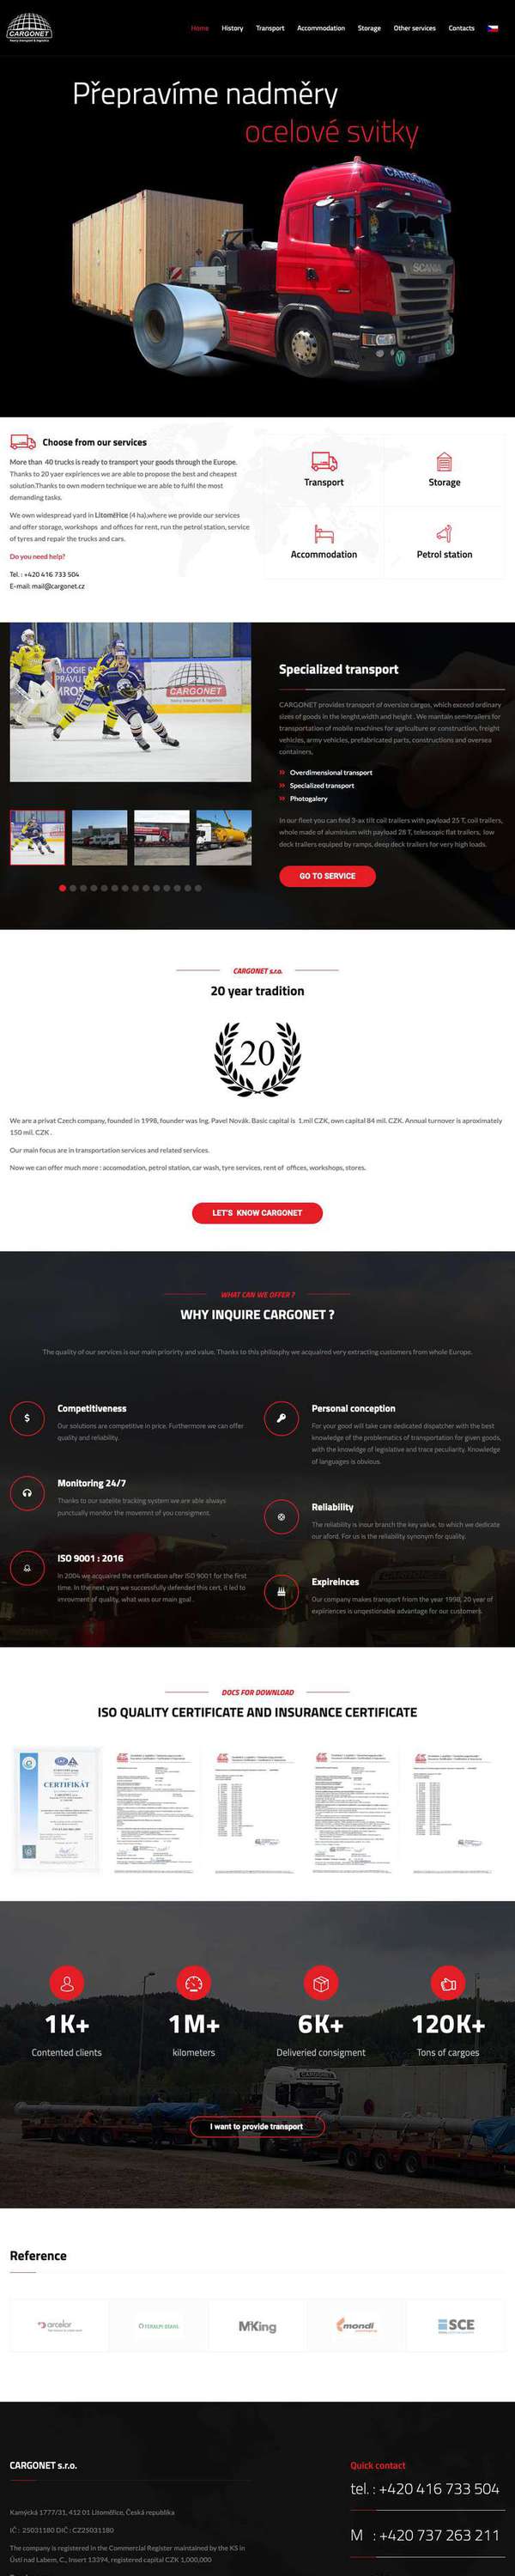 CARGONET
heavy transport & logistics
Home History Transport Accommodation Storage Other services Contacts
Přepravíme nadměry
ocelové svitky
CARGONET
SCANIA
Choose from our services
More than 40 trucks is ready to transport your goods through the Europe.
Thanks to 20 yaer expiriences we are able to propose the best and cheapest
solution.Thanks to own modern technique we are able to fulfil the most
demanding tasks.
We own widespread yard in Litoměřice (4 ha),where we provide our services
and offer storage, workshops and offices for rent, run the petrol station, service
of tyres and repair the trucks and cars.
Do you need help?
Tel. : +420 416 733 504
E-mail: mail@cargonet.cz
Transport
Storage
Accommodation
Petrol station
CARGONET
Specialized transport
CARGONET provides transport of oversize cargos, which exceed ordinary
sizes of goods in the lenght,width and height . We mantain semitrailers for
transportation of mobile machines for agriculture or construction, freight
vehicles, army vehicles, prefabricated parts, constructions and oversea
containers,
Overdimensional transport
Specialized transport
Photogalery
In our fleet you can find 3-ax tilt coil trailers with payload 25 T, coil trailers,
whole made of aluminium with payload 28 T, telescopic flat trailers, low
deck trailers equiped by ramps, deep deck trailers for very high loads.
GO TO SERVICE
CARGONET s.r.o.
20 year tradition
20
We are a privat Czech company, founded in 1998, founder was Ing. Pavel Novák. Basic capital is 1.mil CZK, own capital 84 mil. CZK. Annual turnover is aproximately
150 mil. CZK .
Our main focus are in transportation services and related services.
Now we can offer much more : accomodation, petrol station, car wash, tyre services, rent of offices, workshops, stores.
LET'S KNOW CARGONET
WHAT CAN WE OFFER ?
WHY INQUIRE CARGONET ?
The quality of our services is our main priorirty and value. Thanks to this philosphy we acquaired very extracting customers from whole Europe.
Competitiveness
Our solutions are competitive in price. Furthermore we can offer
quality and reliability.
Personal conception
For your good will take care dedicated dispatcher with the best
knowledge of the problematics of transportation for given goods,
with the knowldge of legislative and trace peculiarity. Knowledge
of languages is obvious.
Monitoring 24/7
Thanks to our satelite tracking system we are stble always
punctually monitor the movemnt of you consigment.
Reliability
The reliability is inour branch the key value, to which we dedicate
our aford. For us is the reliability synonym for quality.
ISO 9001 : 2016
In 2004 we acquaired the certification after ISO 9001 for the first
time. In the next yars we successfully defended this cert, it led to
imrovment of quality, what was our main goal.
Expireinces
Our company makes transport friom the year 1998, 20 year of
expiriences is unqestionable advantage for our customers
DOCS FOR DOWNLOAD
ISO QUALITY CERTIFICATE AND INSURANCE CERTIFICATE
CERTIFIKÁT
1K+
Contented clients
1M+
kilometers
6K+
Deliveried consigment
120K+
Tons of cargoes
I want to provide transport
Reference
arcelor
FERALPI STAHL
MKing
mondi
SCE
CARGONET s.r.o.
Kamýcká 1777/31, 412 01 Litoměřice, Česká republika
IČ : 25031180 DIČ : CZ25031180
The company is registered in the Commercial Register maintained by the KS in
Ústí nad Labem, C., Insert 13394, registered capital CZK 1,000,000
Quick contact
tel. : +420 416 733 504
M : +420 737 263 211